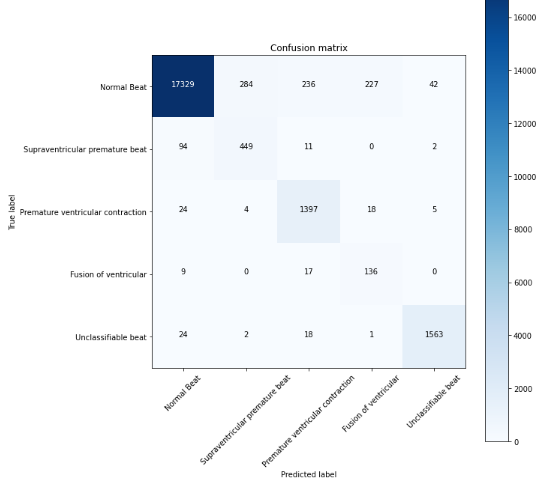 Confusion matrix
True label
Normal Beat 17329 284 236 227 42
Supraventricular premature beat 94 449 11 0 2
Premature ventricular contraction 24 4 1397 18 5
Fusion of ventricular 9 0 17 136 0
Unclassifiable beat 24 2 18 1 1563
Normal Beat
Supraventricular premature beat
Premature ventricular contraction
Fusion of ventricular
Unclassifiable beat
Predicted label
16000
14000
12000
10000
8000
6000
4000
2000
0